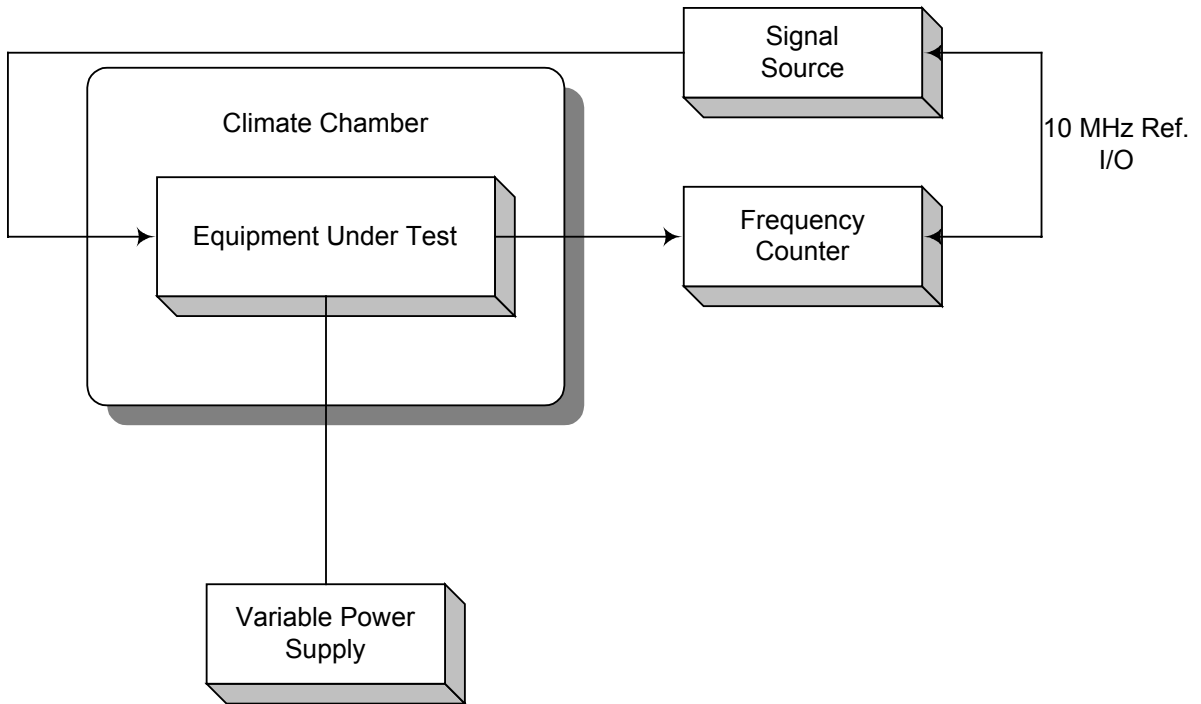 Signal
Source
Climate Chamber
10 MHz Ref.
I/O
Equipment Under Test
Frequency
Counter
Variable Power
Supply